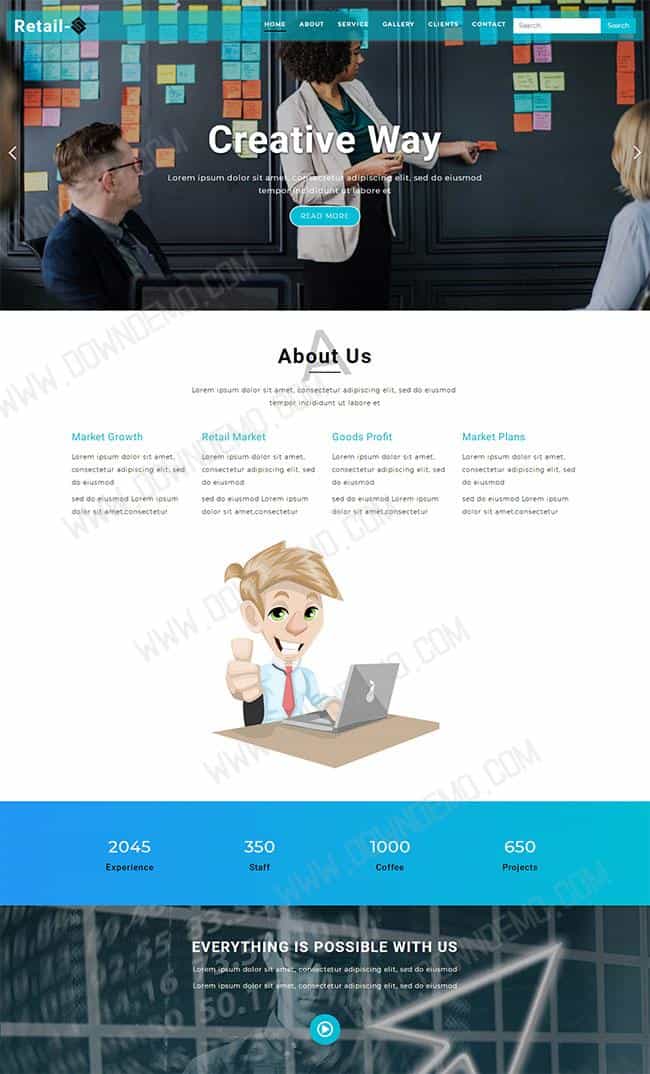 Retail-
HOME ABOUT SERVICE GALLERY CLIENTS CONTACT
Search Search
Creative Way
Lorem ipsum dolor sit amet, consectetur adipiscing elit, sed do eiusmod
tempor incididunt ut labore et
READ MORE
A
About Us
Lorem ipsum dolor sit amet, consectetur adipiscing elit, sed do eiusmod
tempor incididunt ut labore et
Market Growth
Lorem ipsum dolor sit amet,
consectetur adipiscing elit, sed
do eiusmod
sed do eiusmod Lorem ipsum
dolor sit amet,consectetur
Retail Market
Lorem ipsum dolor sit amet,
consectetur adipiscing elit, sed
do eiusmod
sed do eiusmod Lorem ipsum
dolor sit amet,consectetur
Goods Profit
Lorem ipsum dolor sit amet,
consectetur adipiscing elit, sed
do eiusmod
sed do eiusmod Lorem ipsum
dolor sit amet,consectetur
Market Plans
Lorem ipsum dolor sit amet,
consectetur adipiscing elit, sed
do eiusmod
sed do eiusmod Lorem ipsum
dolor sit amet,consectetur
2045 350 1000 650
Experience Staff Coffee Projects
EVERYTHING IS POSSIBLE WITH US
Lorem ipsum dolor sit amet, consectetur adipiscing elit, sed do eiusmod
Lorem ipsum dolor sit amet, consectetur adipiscing elit, sed do eiusmod
WWW.DOWNDEMO.COM
WWW.DOWNDEMO.COM
WWW.DOWNDEMO.COM
WWW.DOWNDEMO.COM
WWW.DOWNDEMO.COM
WWW.DOWNDEMO.COM